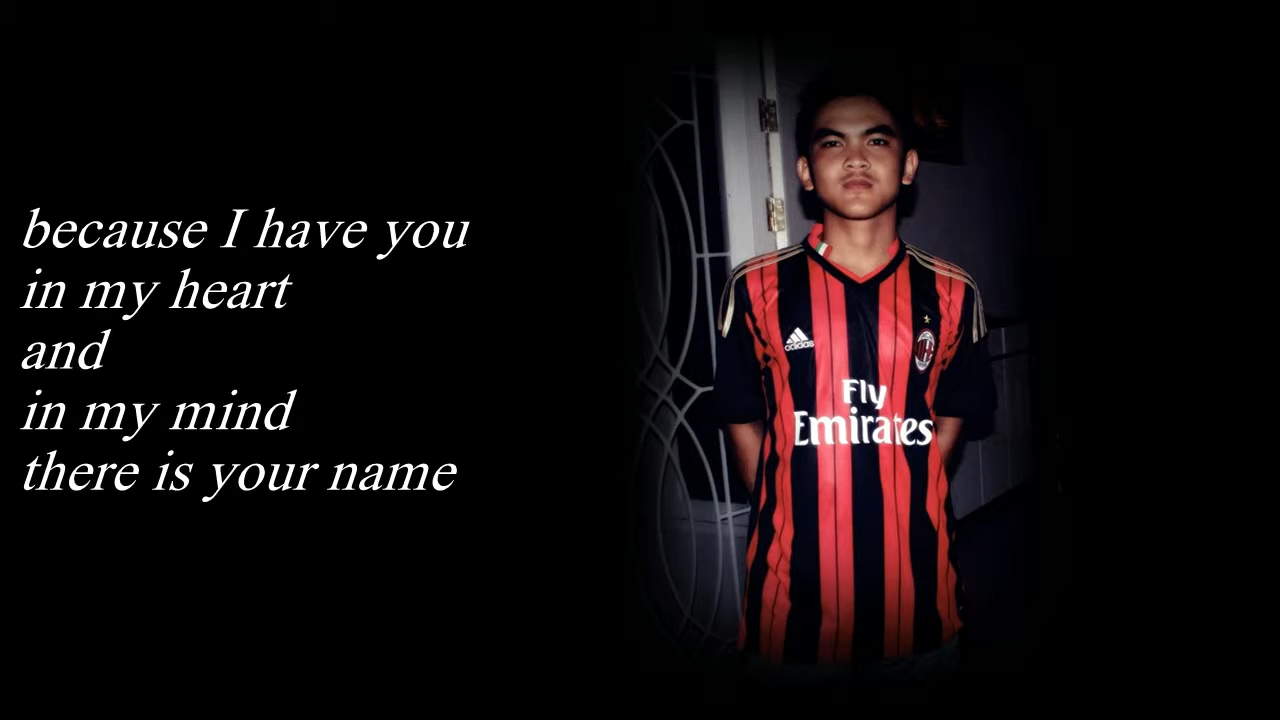 because I have you
in my heart
and
in my mind
there is your name
adidas
Fly
Emirates